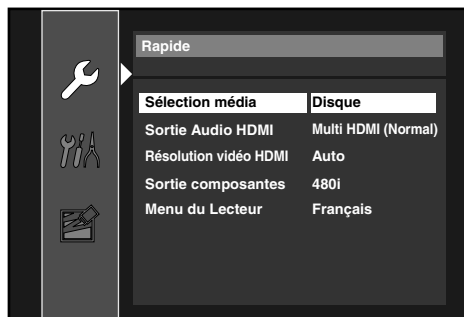 Rapide
Sélection média Disque
Sortie Audio HDMI Multi HDMI (Normal)
Résolution vidéo HDMI Auto
Sortie composantes 480i
Menu du Lecteur Français